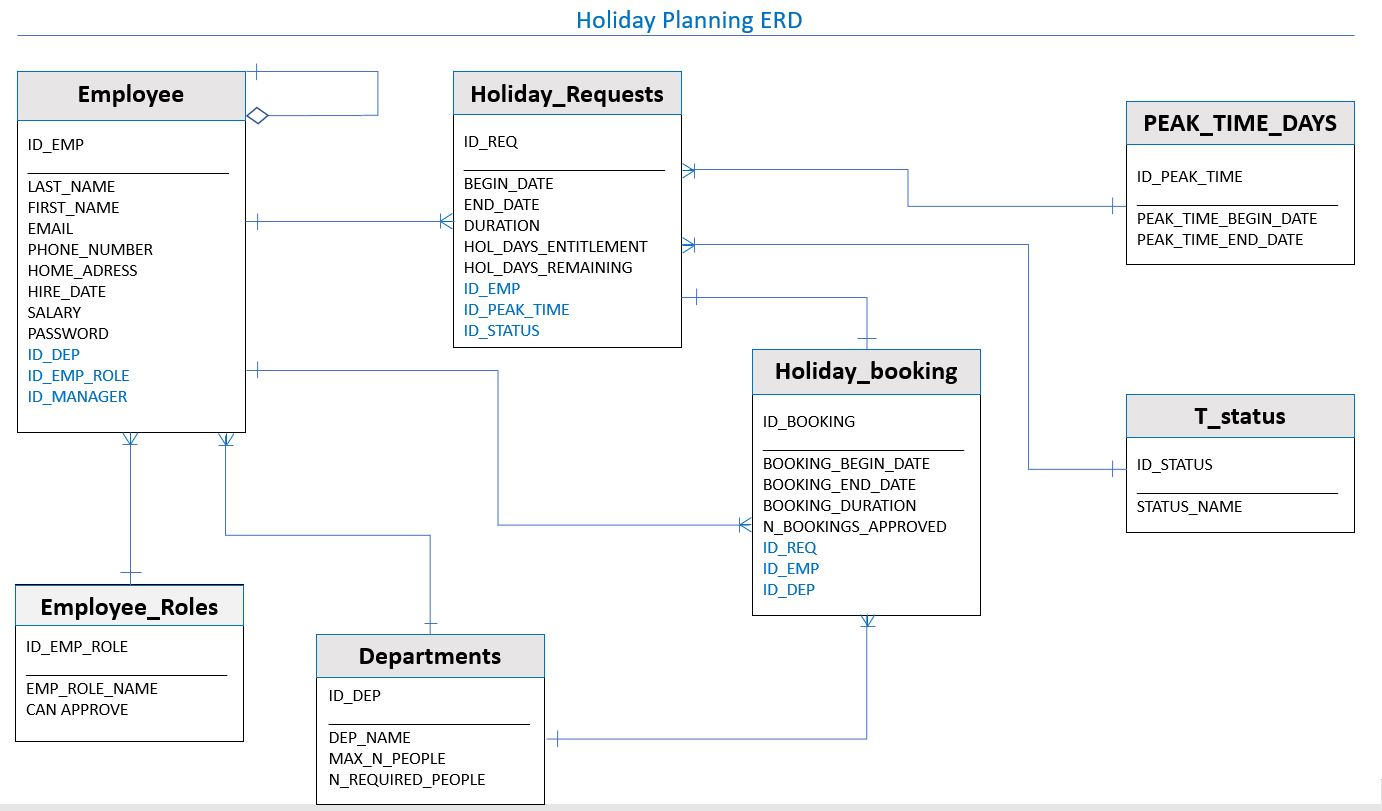 Holiday Planning ERD
Employee
ID_EMP
LAST_NAME
FIRST_NAME
EMAIL
PHONE_NUMBER
HOME_ADRESS
HIRE_DATE
SALARY
PASSWORD
ID_DEP
ID_EMP_ROLE
ID_MANAGER
Holiday_Requests
ID_REQ
BEGIN_DATE
END_DATE
DURATION
HOL_DAYS_ENTITLEMENT
HOL_DAYS_REMAINING
ID_EMP
ID_PEAK_TIME
ID_STATUS
PEAK_TIME_DAYS
ID_PEAK_TIME
PEAK_TIME_BEGIN_DATE
PEAK_TIME_END_DATE
Holiday_booking
ID_BOOKING
BOOKING_BEGIN_DATE
BOOKING_END_DATE
BOOKING_DURATION
N_BOOKINGS_APPROVED
ID_REQ
ID_EMP
ID_DEP
T_status
ID_STATUS
STATUS_NAME
Employee_Roles
ID_EMP_ROLE
EMP_ROLE_NAME
CAN APPROVE
Departments
ID_DEP
DEP_NAME
MAX_N_PEOPLE
N_REQUIRED_PEOPLE